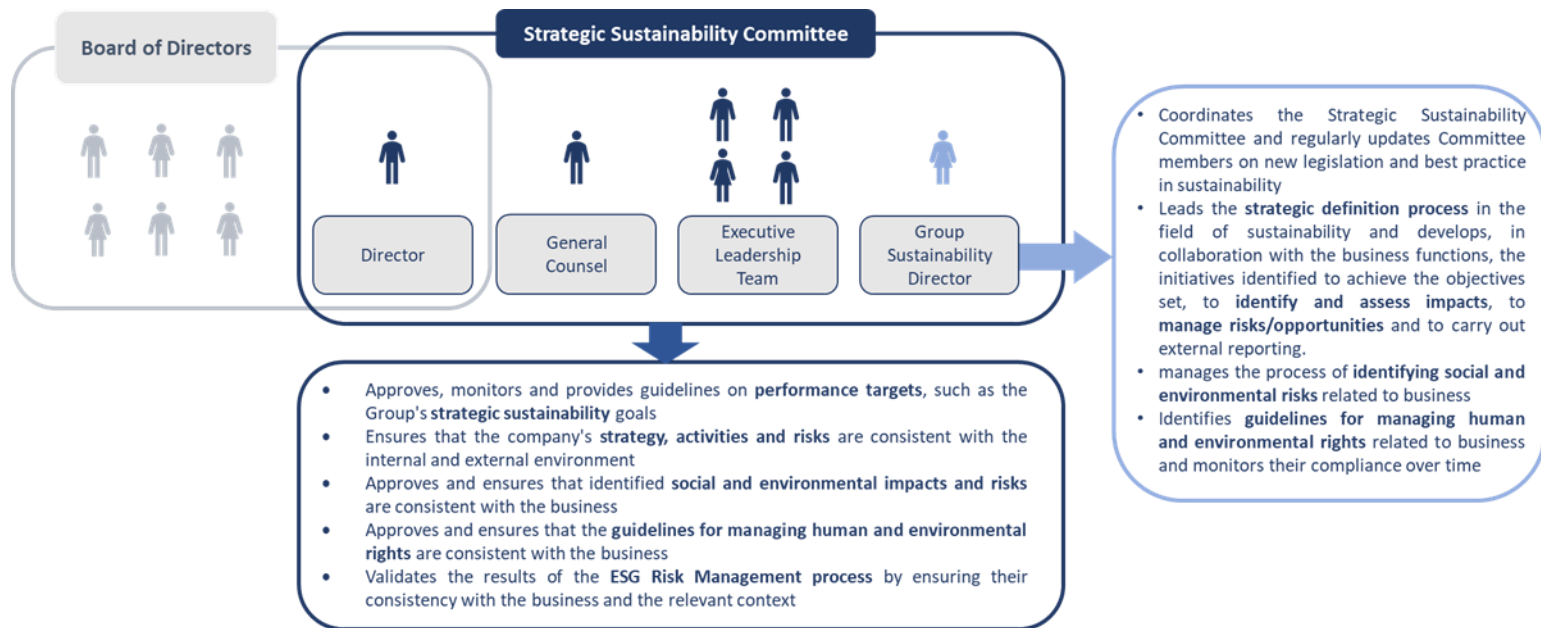 Board of Directors
Strategic Sustainability Committee
Director
General
Counsel
Executive
Leadership
Team
Group
Sustainability
Director
• Coordinates the Strategic Sustainability
Committee and regularly updates Committee
members on new legislation and best practice
in sustainability
• Leads the strategic definition process in the
field of sustainability and develops, in
collaboration with the business functions, the
initiatives identified to achieve the objectives
set, to identify and assess impacts, to
manage risks/opportunities and to carry out
external reporting.
• manages the process of identifying social and
environmental risks related to business
• Identifies guidelines for managing human
and environmental rights related to business
and monitors their compliance over time
• Approves, monitors and provides guidelines on performance targets, such as the
Group's strategic sustainability goals
• Ensures that the company's strategy, activities and risks are consistent with the
internal and external environment
• Approves and ensures that identified social and environmental impacts and risks
are consistent with the business
• Approves and ensures that the guidelines for managing human and environmental
rights are consistent with the business
• Validates the results of the ESG Risk Management process by ensuring their
consistency with the business and the relevant context